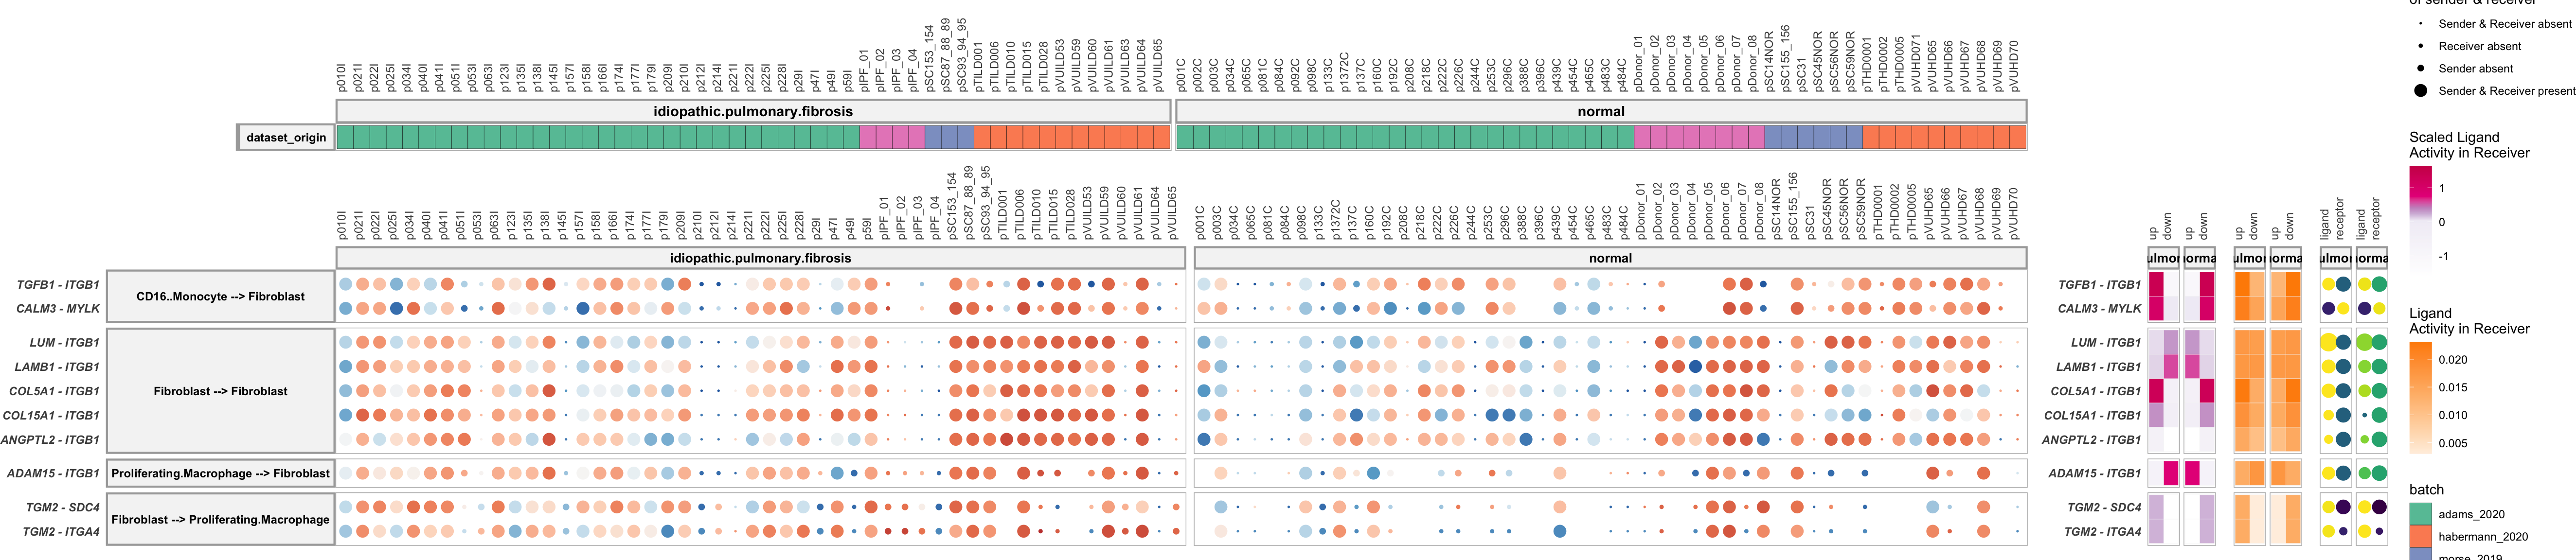 of sender & receiver
Sender & Receiver absent
Receiver absent
Sender absent
Sender & Receiver present
p010I p021I p022I p025I p034I p040I p041I p051I p053I p063I p123I p135I p138I p145I p157I p158I p166I p174I p177I p179I p209I p210I p212I p214I p221I p222I p225I p228I p29I p47I p49I p59I pIPF_01 pIPF_02 pIPF_03 pIPF_04 pSC153_154 pSC87_88_89 pSC93_94_95 pTILD001 pTILD006 pTILD010 pTILD015 pTILD028 pVUILD53 pVUILD59 pVUILD60 pVUILD61 pVUILD63 pVUILD64 pVUILD65
p001C p002C p003C p034C p065C p081C p084C p092C p098C p133C p1372C p137C p160C p192C p208C p218C p222C p226C p244C p253C p296C p388C p396C p439C p454C p465C p483C p484C pDonor_01 pDonor_02 pDonor_03 pDonor_04 pDonor_05 pDonor_06 pDonor_07 pDonor_08 pSC14NOR pSC155_156 pSC31 pSC45NOR pSC56NOR pSC59NOR pTHD0001 pTHD0002 pTHD0005 pVUHD071 pVUHD65 pVUHD66 pVUHD67 pVUHD68 pVUHD69 pVUHD70
idiopathic.pulmonary.fibrosis
normal
dataset_origin
p010I p021I p022I p025I p034I p040I p041I p051I p053I p063I p123I p135I p138I p145I p157I p158I p166I p174I p177I p179I p209I p210I p212I p214I p221I p222I p225I p228I p29I p47I p49I p59I pIPF_01 pIPF_02 pIPF_03 pIPF_04 pSC153_154 pSC87_88_89 pSC93_94_95 pTILD001 pTILD006 pTILD010 pTILD015 pTILD028 pVUILD53 pVUILD59 pVUILD60 pVUILD61 pVUILD64 pVUILD65
p001C p003C p034C p065C p081C p084C p098C p133C p1372C p137C p160C p192C p208C p218C p222C p226C p244C p253C p296C p388C p396C p439C p454C p465C p483C p484C pDonor_01 pDonor_02 pDonor_03 pDonor_04 pDonor_05 pDonor_06 pDonor_07 pDonor_08 pSC14NOR pSC155_156 pSC31 pSC45NOR pSC56NOR pSC59NOR pTHD0001 pTHD0002 pTHD0005 pVUHD65 pVUHD66 pVUHD67 pVUHD68 pVUHD69 pVUHD70
up down up down up down up down ligand receptor ligand receptor
idiopathic.pulmonary.fibrosis
normal
ulmor orma ulmor orma ulmor orma
TGFB1 - ITGB1
CALM3 - MYLK
CD16..Monocyte --> Fibroblast
TGFB1 - ITGB1
CALM3 - MYLK
LUM - ITGB1
LAMB1 - ITGB1
COL5A1 - ITGB1
COL15A1 - ITGB1
ANGPTL2 - ITGB1
Fibroblast --> Fibroblast
LUM - ITGB1
LAMB1 - ITGB1
COL5A1 - ITGB1
COL15A1 - ITGB1
ANGPTL2 - ITGB1
ADAM15 - ITGB1
Proliferating.Macrophage --> Fibroblast
ADAM15 - ITGB1
TGM2 - SDC4
TGM2 - ITGA4
Fibroblast --> Proliferating.Macrophage
TGM2 - SDC4
TGM2 - ITGA4
Scaled Ligand
Activity in Receiver
1
0
-1
Ligand
Activity in Receiver
0.020
0.015
0.010
0.005
batch
adams_2020
habermann_2020
morse_2019